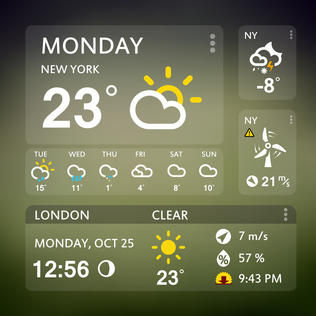 MONDAY
NEW YORK
23°
NY
-8°
NY
21 m/s
TUE WED THU FRI SAT SUN
15° 11° 1° 4° 8° 10°
LONDON CLEAR
MONDAY, OCT 25
12:56
23°
7 m/s
57 %
9:43 PM